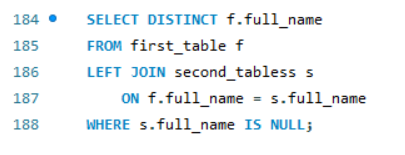 184 SELECT DISTINCT f.full_name
185 FROM first_table f
186 LEFT JOIN second_tabless s
187 ON f.full_name = s.full_name
188 WHERE s.full_name IS NULL;